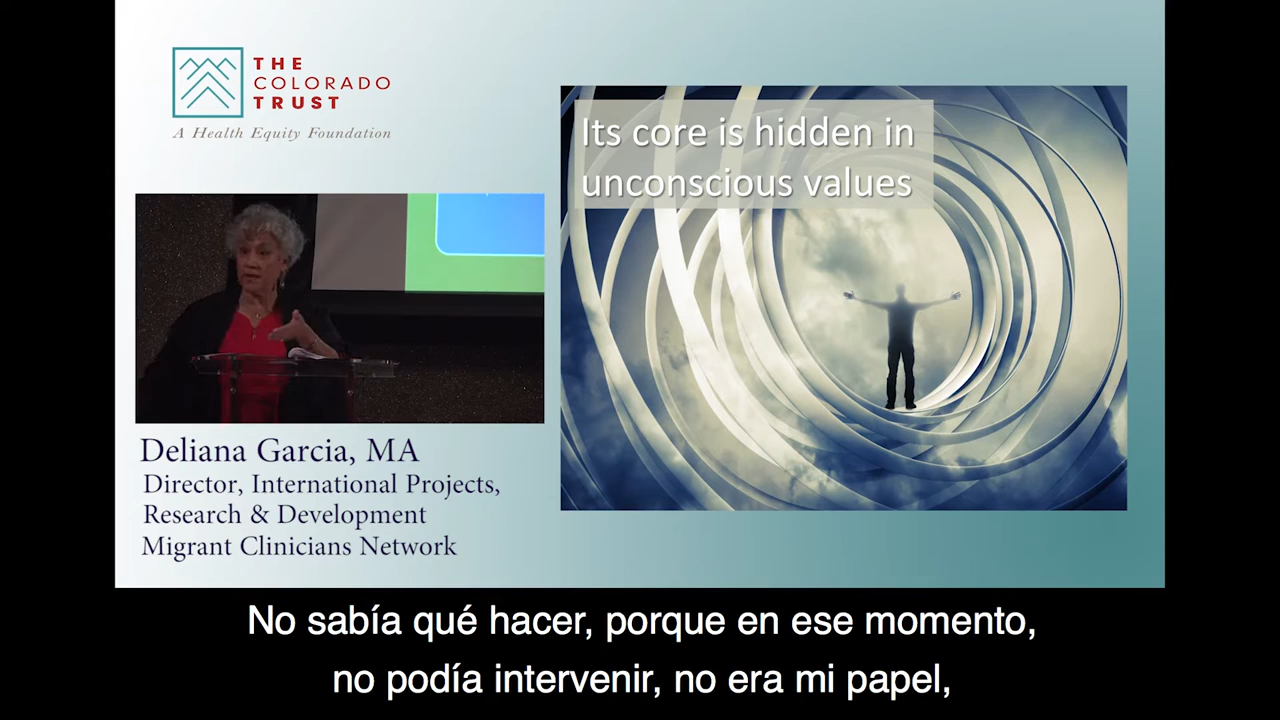 THE
COLORADO
TRUST
A Health Equity Foundation
Its core is hidden in
unconscious values
Deliana Garcia, MA
Director, International Projects,
Research & Development
Migrant Clinicians Network
No sabía qué hacer, porque en ese momento,
no podía intervenir, no era mi papel,